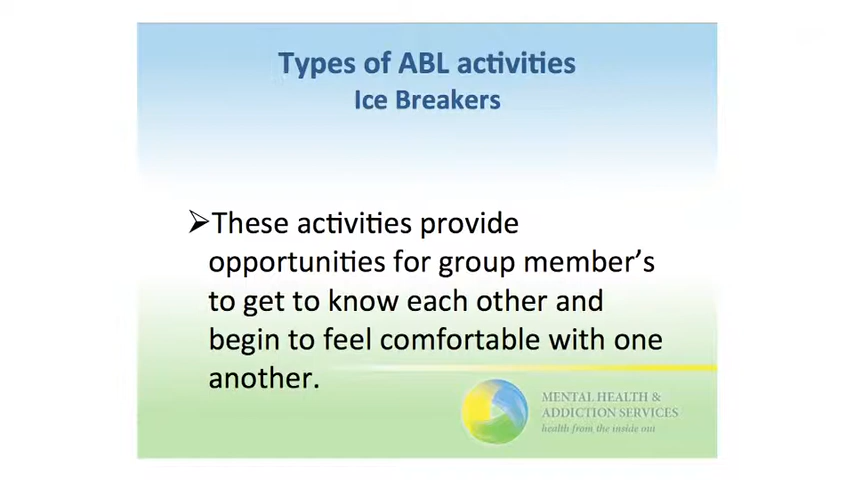 Types of ABL activities
Ice Breakers
➢These activities provide
opportunities for group member’s
to get to know each other and
begin to feel comfortable with one
another.
MENTAL HEALTH &
ADDICTION SERVICES
health from the inside out